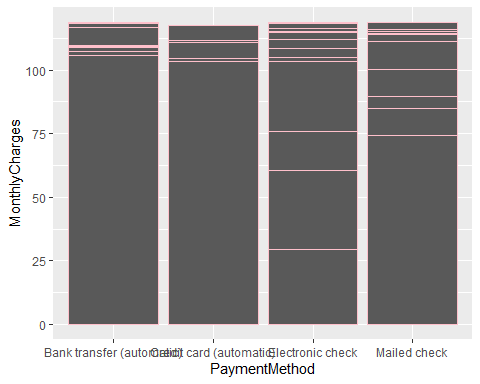 MonthlyCharges
100
75
50
25
0
Bank transfer (automatic) Credit card (automatic) Electronic check Mailed check
PaymentMethod